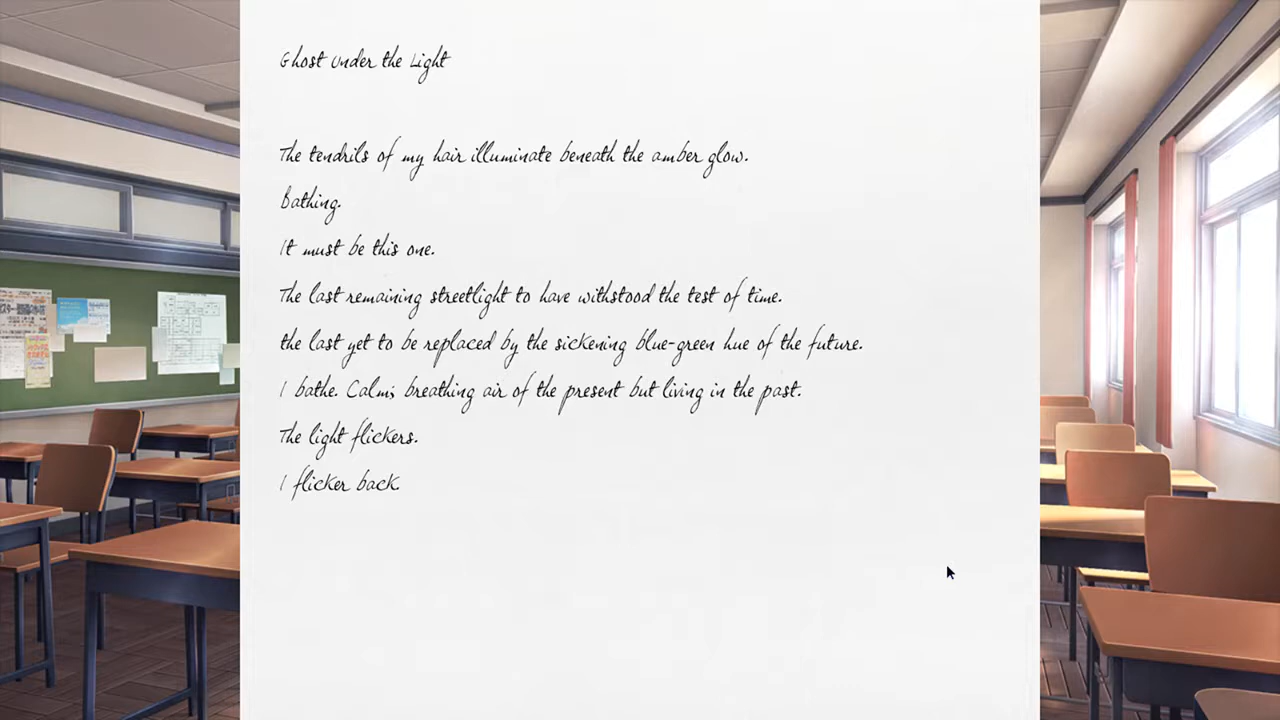 Ghost Under the Light
The tendrils of my hair illuminate beneath the amber glow.
Bathing.
It must be this one.
The last remaining streetlight to have withstood the test of time.
the last yet to be replaced by the sickening blue-green hue of the future.
I bathe. Calm; breathing air of the present but living in the past.
The light flickers.
I flicker back.